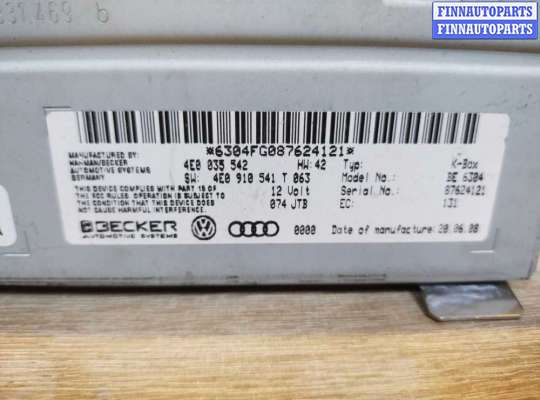 FINNAUTOPARTS
FINNAUTOPARTS
FINNAUTOPARTS
*6304FG087624121*
MANUFACTURED BY:
HARMAN/BECKER
AUTOMOTIVE SYSTEMS
GERMANY
4E0 035 542 HW: 42 Typ: K-Box
SW: 4E0 910 541 T 063 Model No.: BE 6304
12 Volt Serial No.: 87624121
074 JTB EC: 131
THIS DEVICE COMPLIES WITH PART 15 OF
THE FCC RULES. OPERATION IS SUBJECT TO
THE CONDITION THAT THIS DEVICE DOES
NOT CAUSE HARMFUL INTERFERENCE.
BECKER
AUTOMOTIVE SYSTEMS
0000 Date of manufacture: 20.06.08